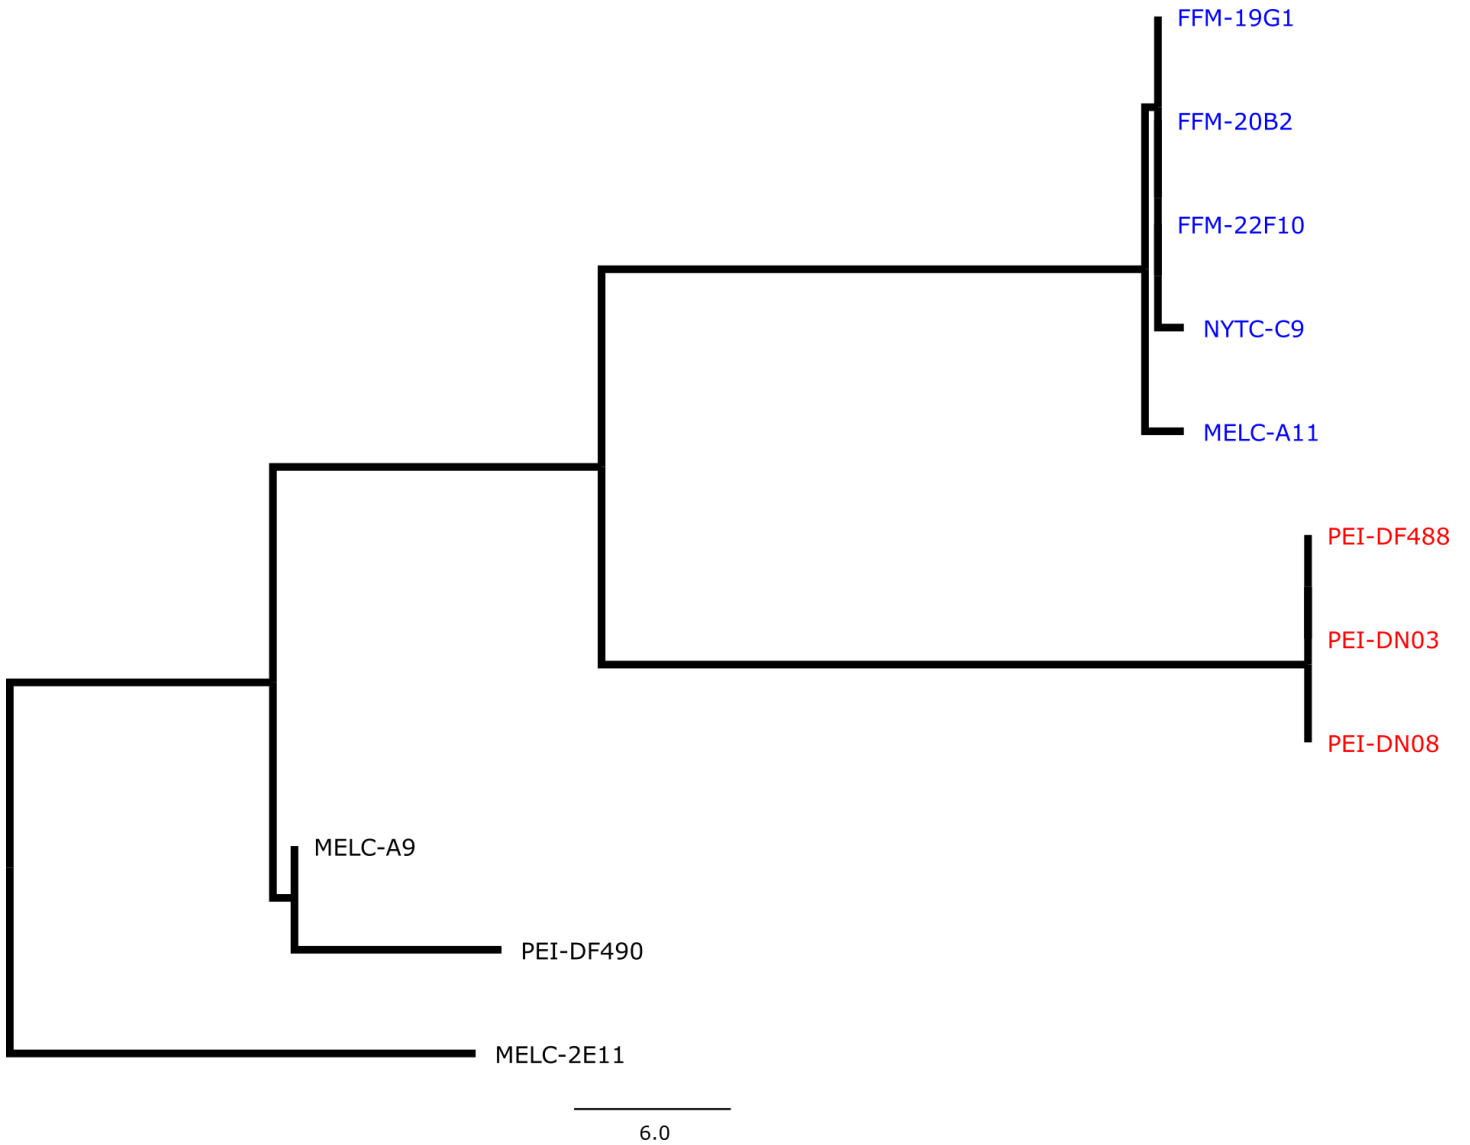 FFM-19G1
FFM-20B2
FFM-22F10
NYTC-C9
MELC-A11
PEI-DF488
PEI-DN03
PEI-DN08
MELC-A9
PEI-DF490
MELC-2E11
6.0